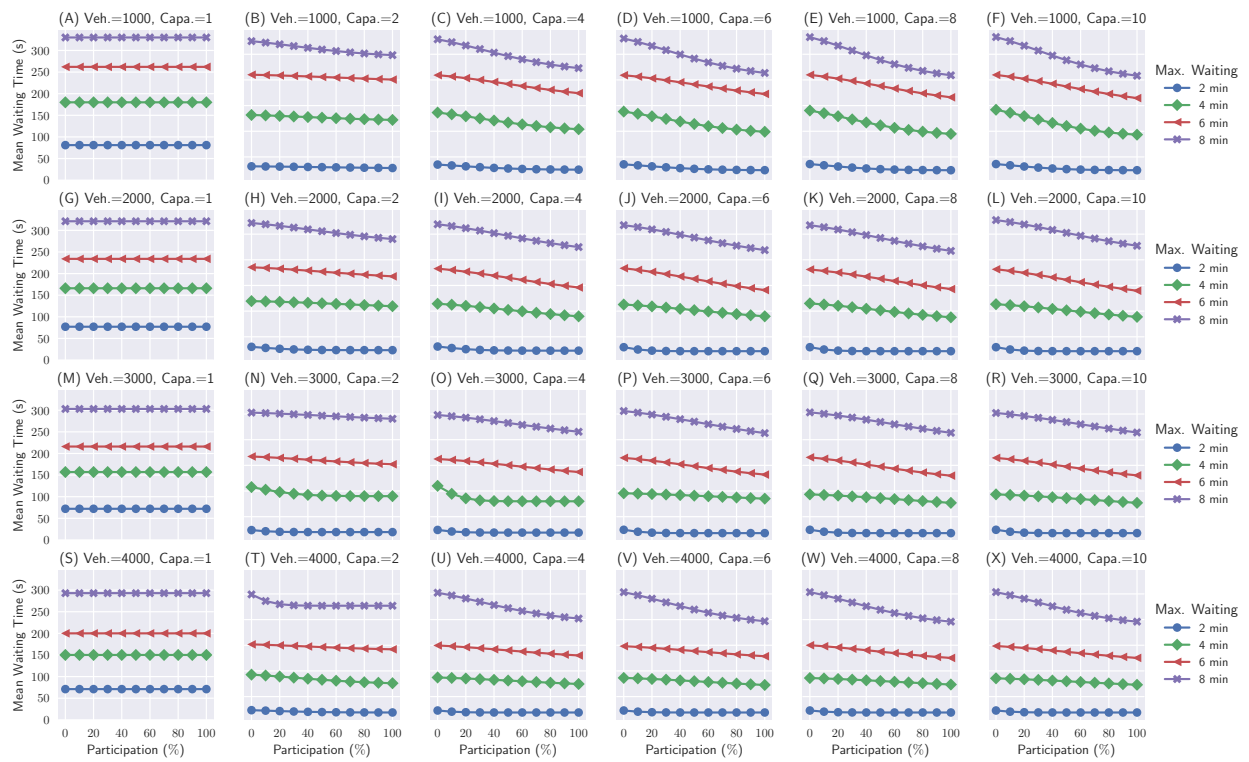 (A) Veh.=1000, Capa.=1
(B) Veh.=1000, Capa.=2
(C) Veh.=1000, Capa.=4
(D) Veh.=1000, Capa.=6
(E) Veh.=1000, Capa.=8
(F) Veh.=1000, Capa.=10
Mean Waiting Time (s)
300
250
200
150
100
50
0
Max. Waiting
2 min
4 min
6 min
8 min
(G) Veh.=2000, Capa.=1
(H) Veh.=2000, Capa.=2
(I) Veh.=2000, Capa.=4
(J) Veh.=2000, Capa.=6
(K) Veh.=2000, Capa.=8
(L) Veh.=2000, Capa.=10
Mean Waiting Time (s)
300
250
200
150
100
50
0
Max. Waiting
2 min
4 min
6 min
8 min
(M) Veh.=3000, Capa.=1
(N) Veh.=3000, Capa.=2
(O) Veh.=3000, Capa.=4
(P) Veh.=3000, Capa.=6
(Q) Veh.=3000, Capa.=8
(R) Veh.=3000, Capa.=10
Mean Waiting Time (s)
300
250
200
150
100
50
0
Max. Waiting
2 min
4 min
6 min
8 min
(S) Veh.=4000, Capa.=1
(T) Veh.=4000, Capa.=2
(U) Veh.=4000, Capa.=4
(V) Veh.=4000, Capa.=6
(W) Veh.=4000, Capa.=8
(X) Veh.=4000, Capa.=10
Mean Waiting Time (s)
300
250
200
150
100
50
0
Max. Waiting
2 min
4 min
6 min
8 min
0 20 40 60 80 100
0 20 40 60 80 100
0 20 40 60 80 100
0 20 40 60 80 100
0 20 40 60 80 100
0 20 40 60 80 100
Participation (%)
Participation (%)
Participation (%)
Participation (%)
Participation (%)
Participation (%)